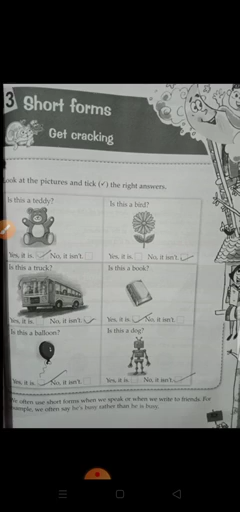 3 Short forms
Get cracking
Look at the pictures and tick (✓) the right answers.
Is this a teddy?
Is this a bird?
Yes, it is. No, it isn't.
Yes, it is. No, it isn't.
Is this a truck?
Is this a book?
Yes, it is. No, it isn't.
Yes, it is. No, it isn't.
Is this a balloon?
Is this a dog?
Yes, it is. No, it isn't.
Yes, it is. No, it isn't.
We often use short forms when we speak or when we write to friends. For
example, we often say he's busy rather than he is busy.